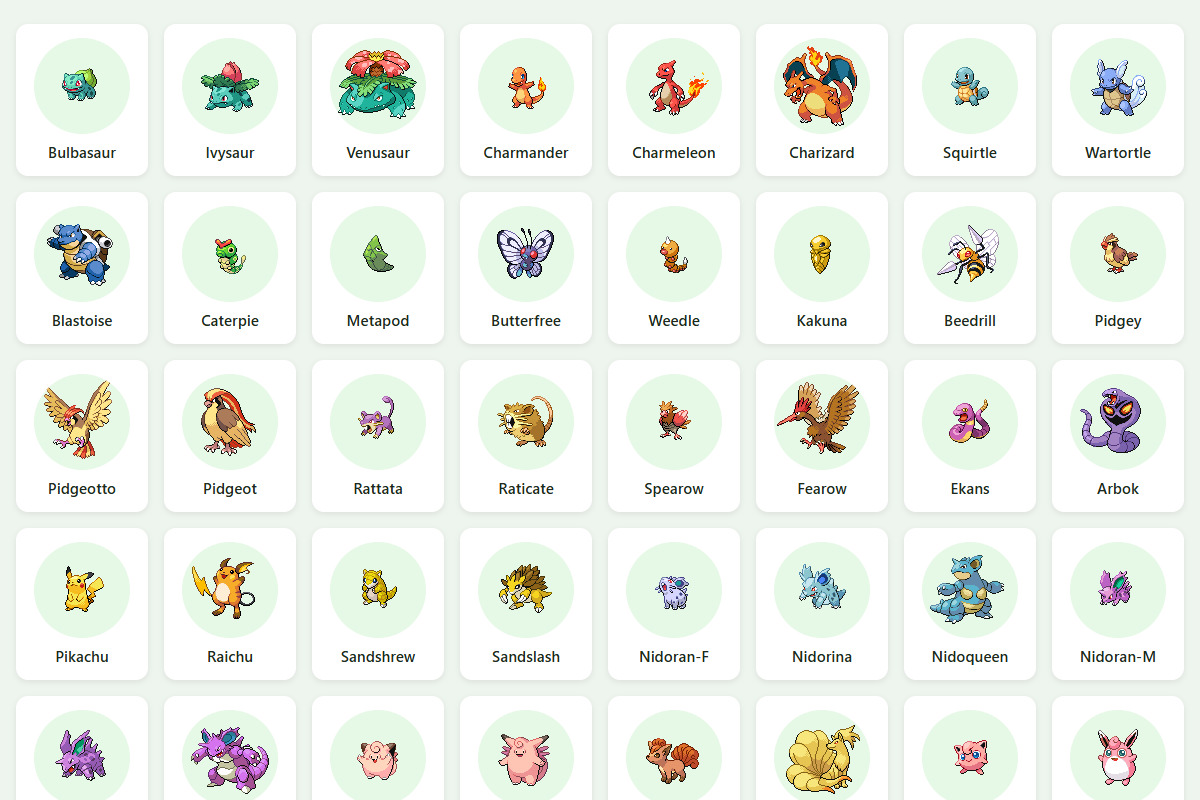 Bulbasaur
Ivysaur
Venusaur
Charmander
Charmeleon
Charizard
Squirtle
Wartortle
Blastoise
Caterpie
Metapod
Butterfree
Weedle
Kakuna
Beedrill
Pidgey
Pidgeotto
Pidgeot
Rattata
Raticate
Spearow
Fearow
Ekans
Arbok
Pikachu
Raichu
Sandshrew
Sandslash
Nidoran-F
Nidorina
Nidoqueen
Nidoran-M